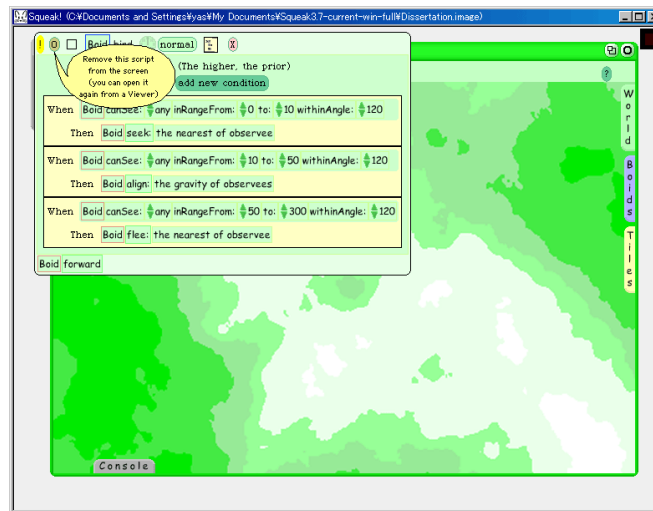 Squeak! (C:¥Documents and Settings¥yas¥My Documents¥Squeak3.7-current-win-full¥Dissertation.image)
! O Boid normal X
Remove this script
from the screen
(you can open it
again from a Viewer)
(The higher, the prior)
add new condition
When Boid canSee: any inRangeFrom: 0 to: 10 withinAngle: 120
Then Boid seek: the nearest of observee
When Boid canSee: any inRangeFrom: 10 to: 50 withinAngle: 120
Then Boid align: the gravity of observees
When Boid canSee: any inRangeFrom: 50 to: 300 withinAngle: 120
Then Boid flee: the nearest of observee
Boid forward
?
World
Boids
Tiles
Console